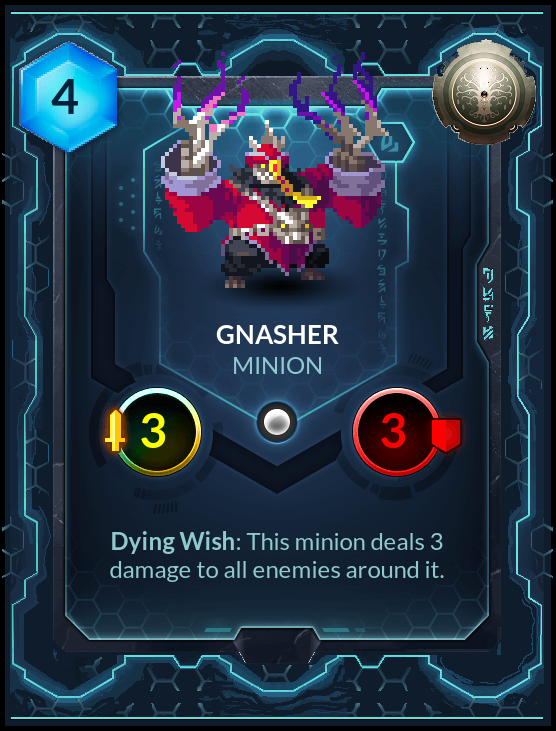 4
GNASHER
MINION
3
3
Dying Wish: This minion deals 3
damage to all enemies around it.